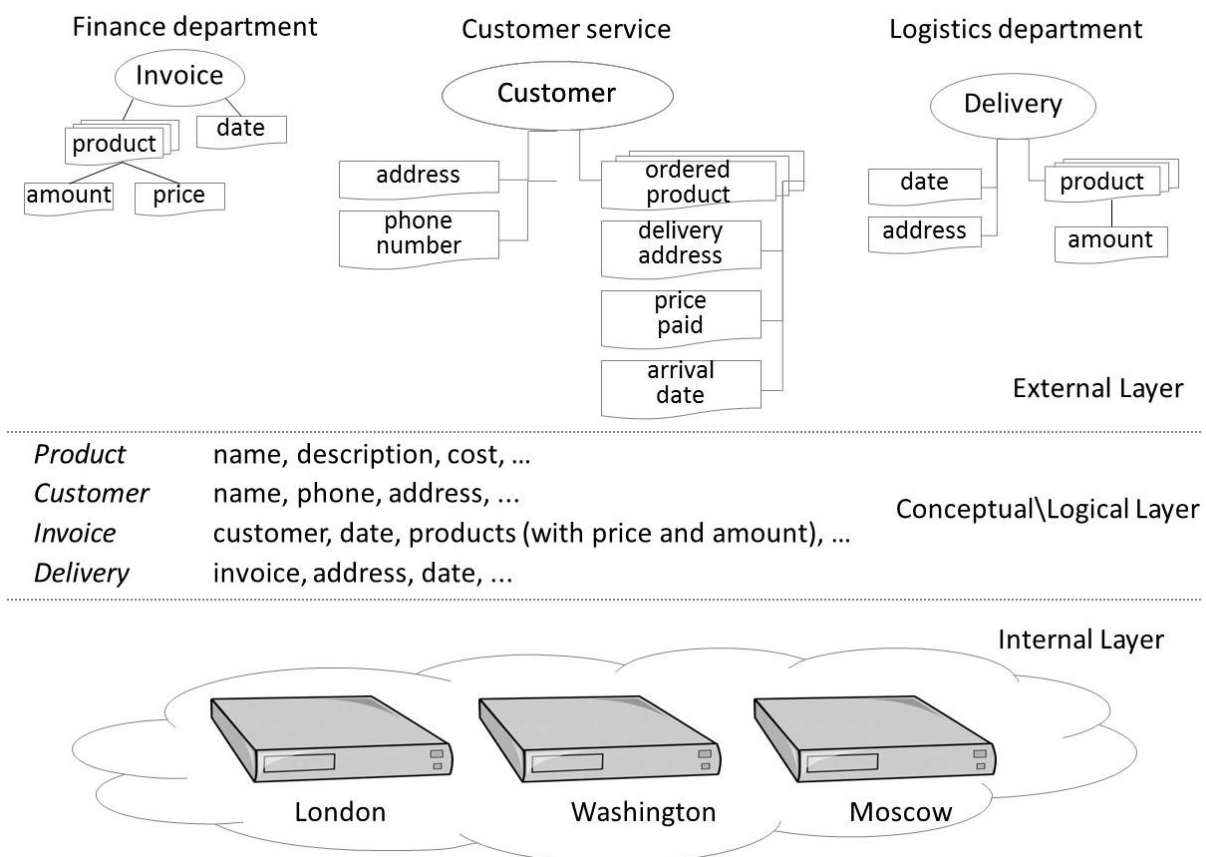 Finance department
Customer service
Logistics department
Invoice
product
date
amount
price
Customer
address
phone
number
ordered
product
delivery
address
price
paid
arrival
date
Delivery
date
address
product
amount
External Layer
Product name, description, cost, ...
Customer name, phone, address, ...
Invoice customer, date, products (with price and amount), ...
Delivery invoice, address, date, ...
Conceptual\Logical Layer
Internal Layer
London
Washington
Moscow